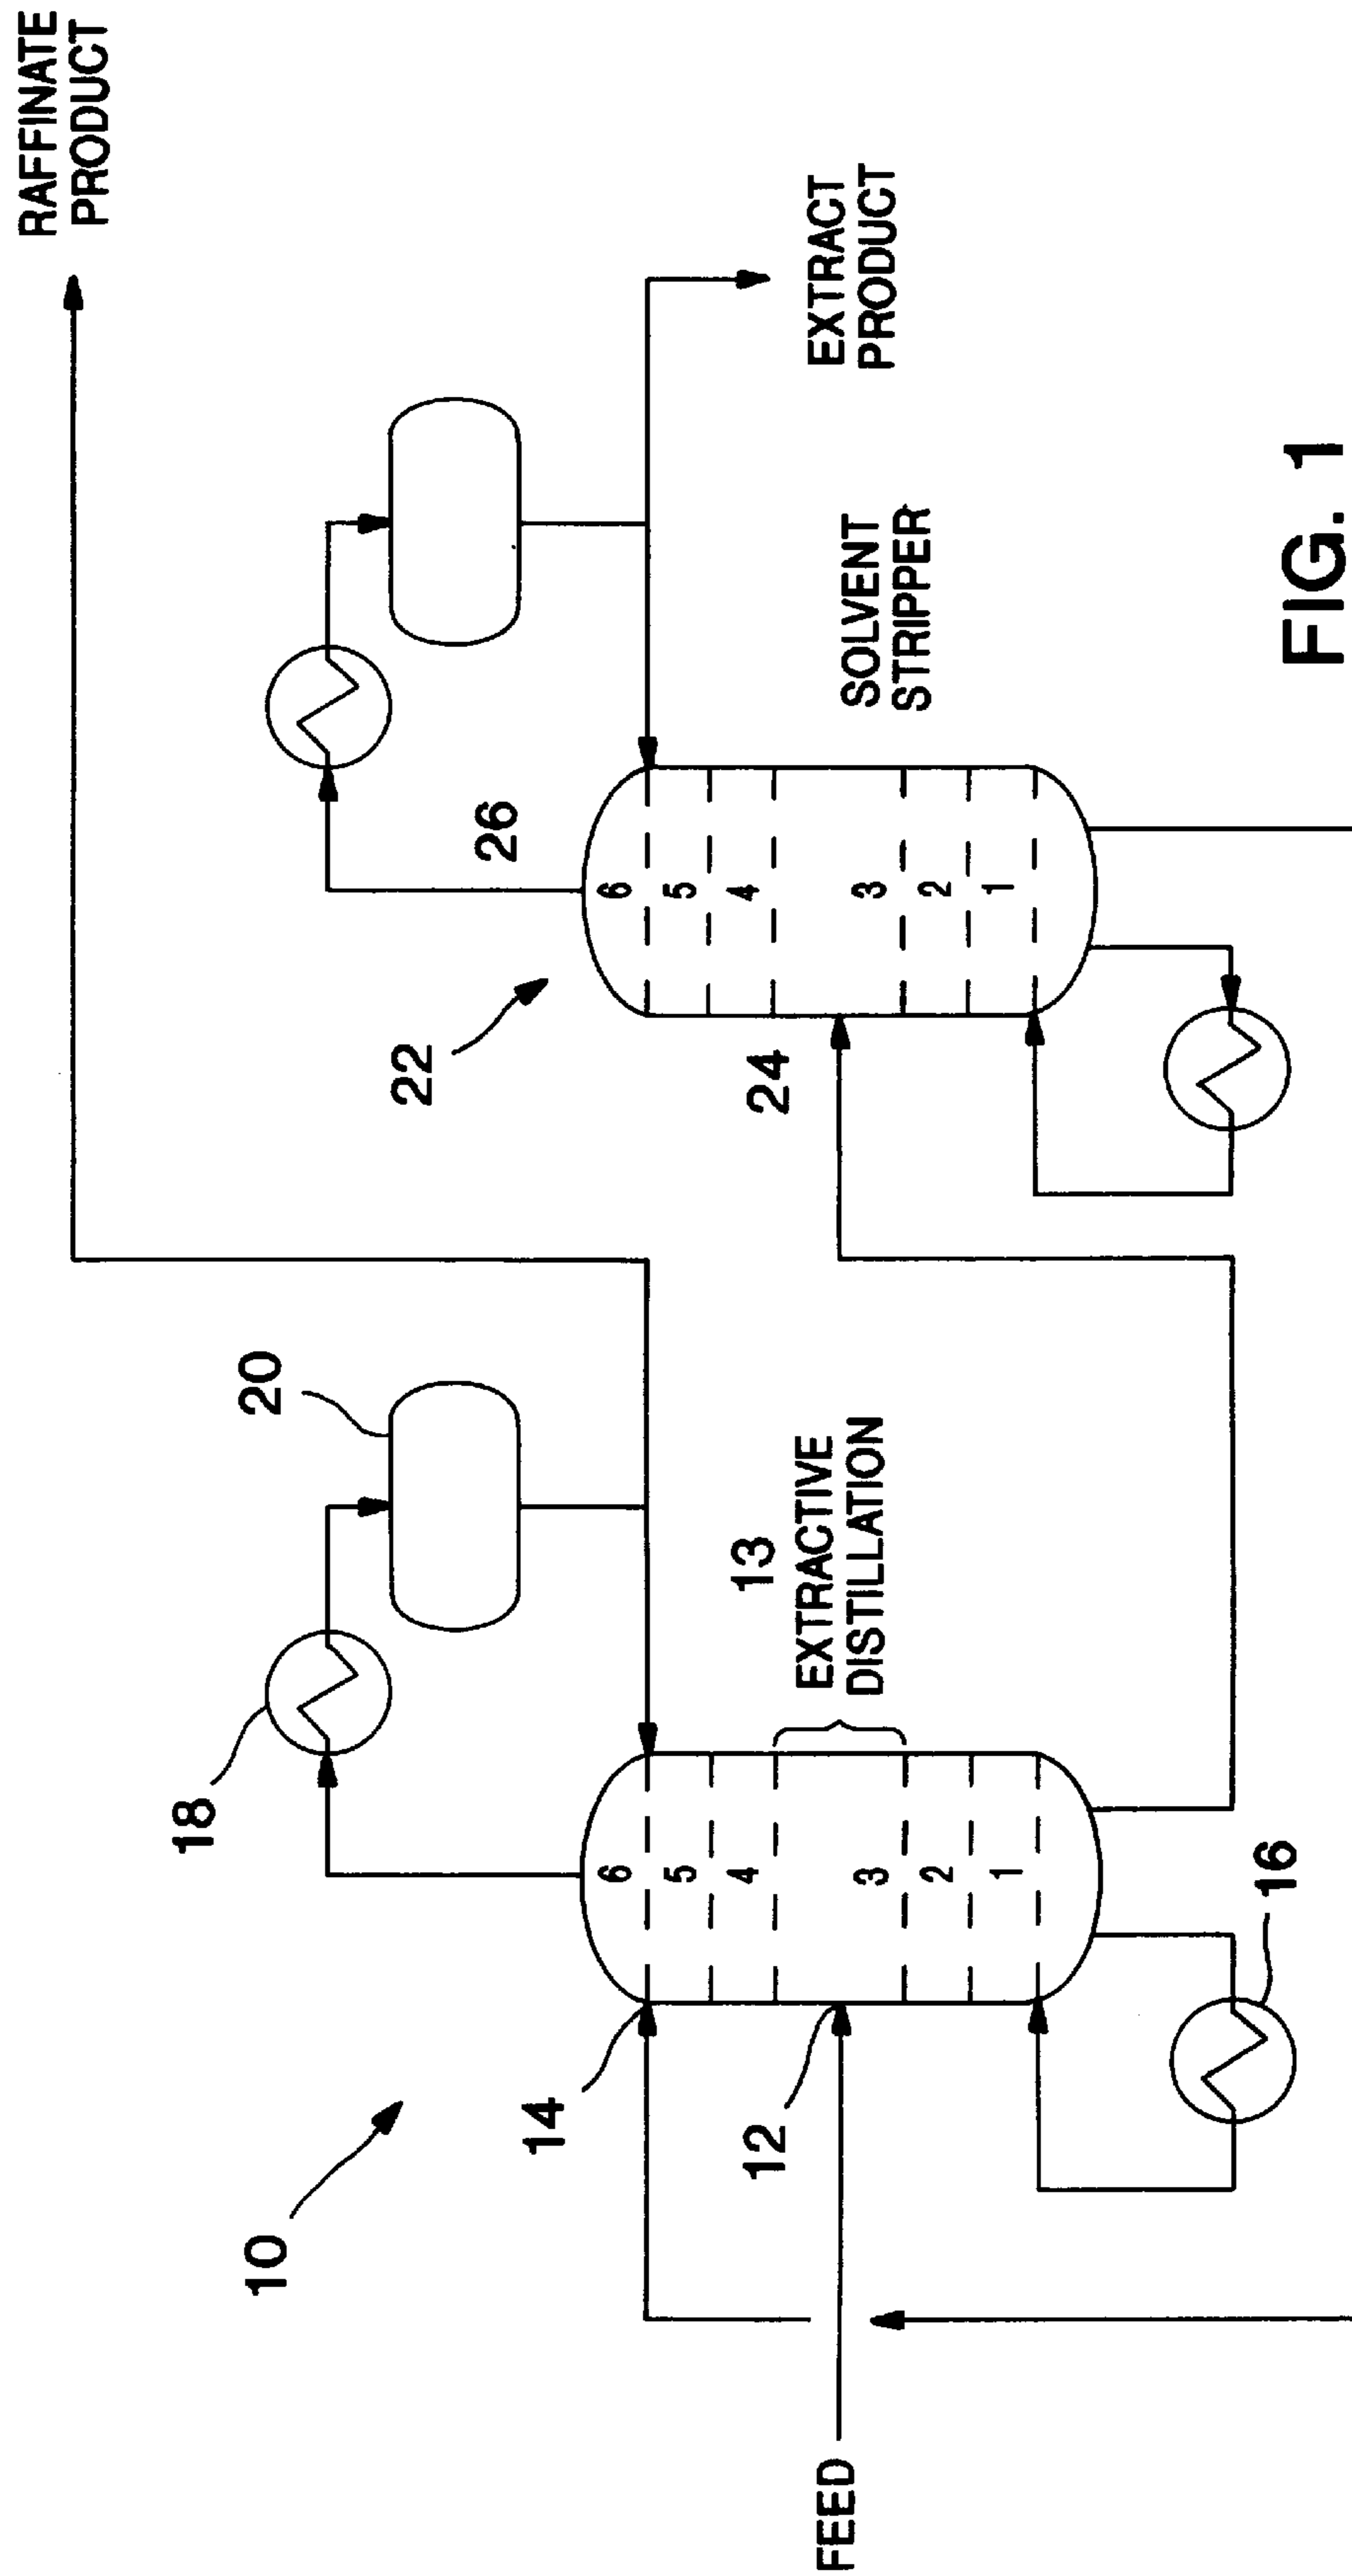 RAFFINATE
PRODUCT
10
18
20
22
26
14
6
5
4
3
2
1
12
13
EXTRACTIVE
DISTILLATION
16
FEED
24
6
5
4
3
2
1
SOLVENT
STRIPPER
EXTRACT
PRODUCT
FIG. 1